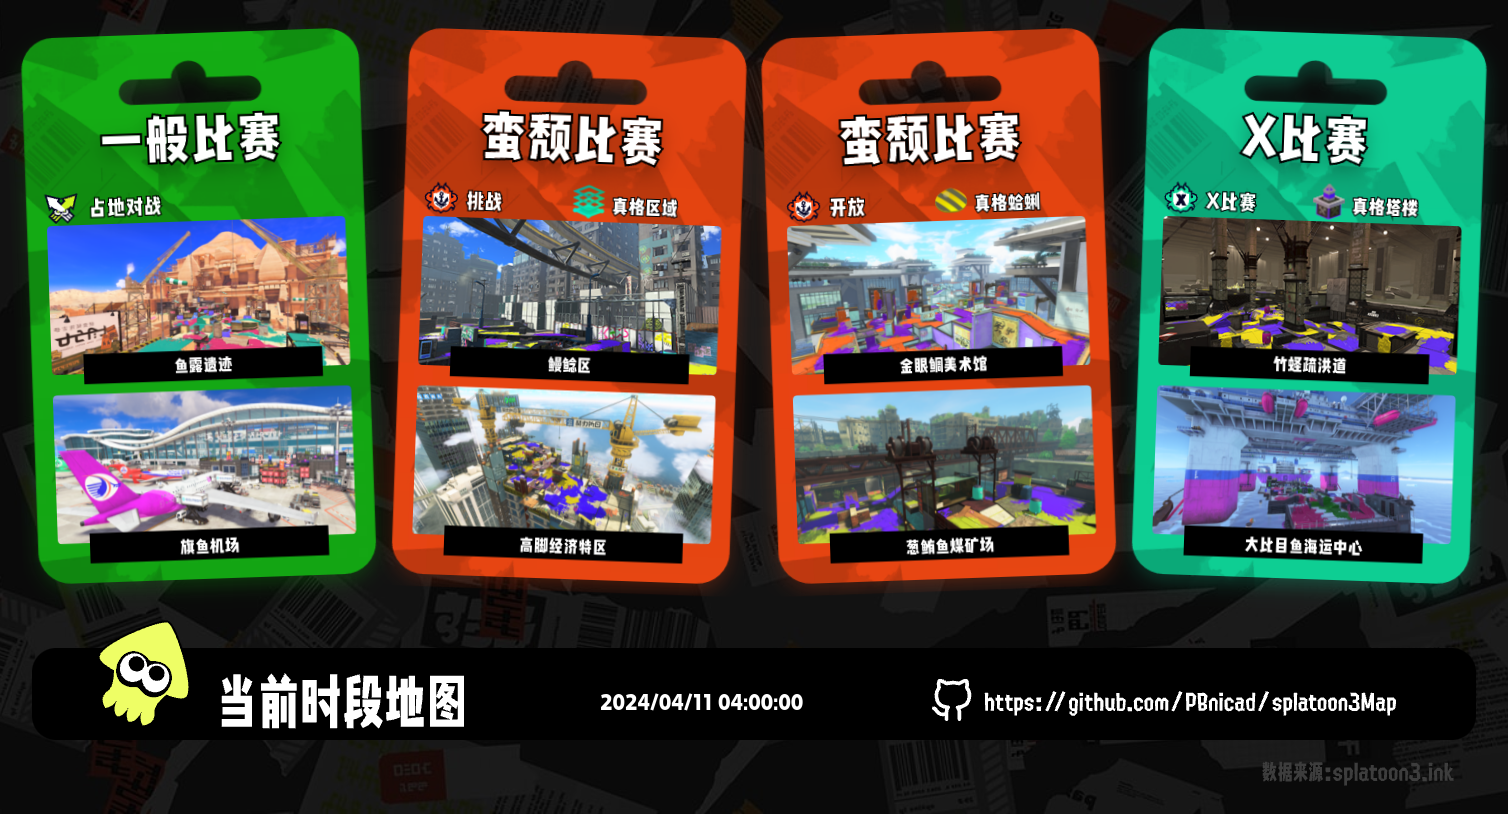 一般比赛
占地对战
鱼露遗迹
旗鱼机场
蛮颓比赛
挑战
真格区域
鳗鲶区
高脚经济特区
蛮颓比赛
开放
真格蛤蜊
金眼鲷美术馆
葱鲔鱼煤矿场
X比赛
X比赛
真格塔楼
竹蛏疏洪道
大比目鱼海运中心
当前时段地图
2024/04/11 04:00:00
https://github.com/PBnicad/splatoon3Map
数据来源:splatoon3.ink